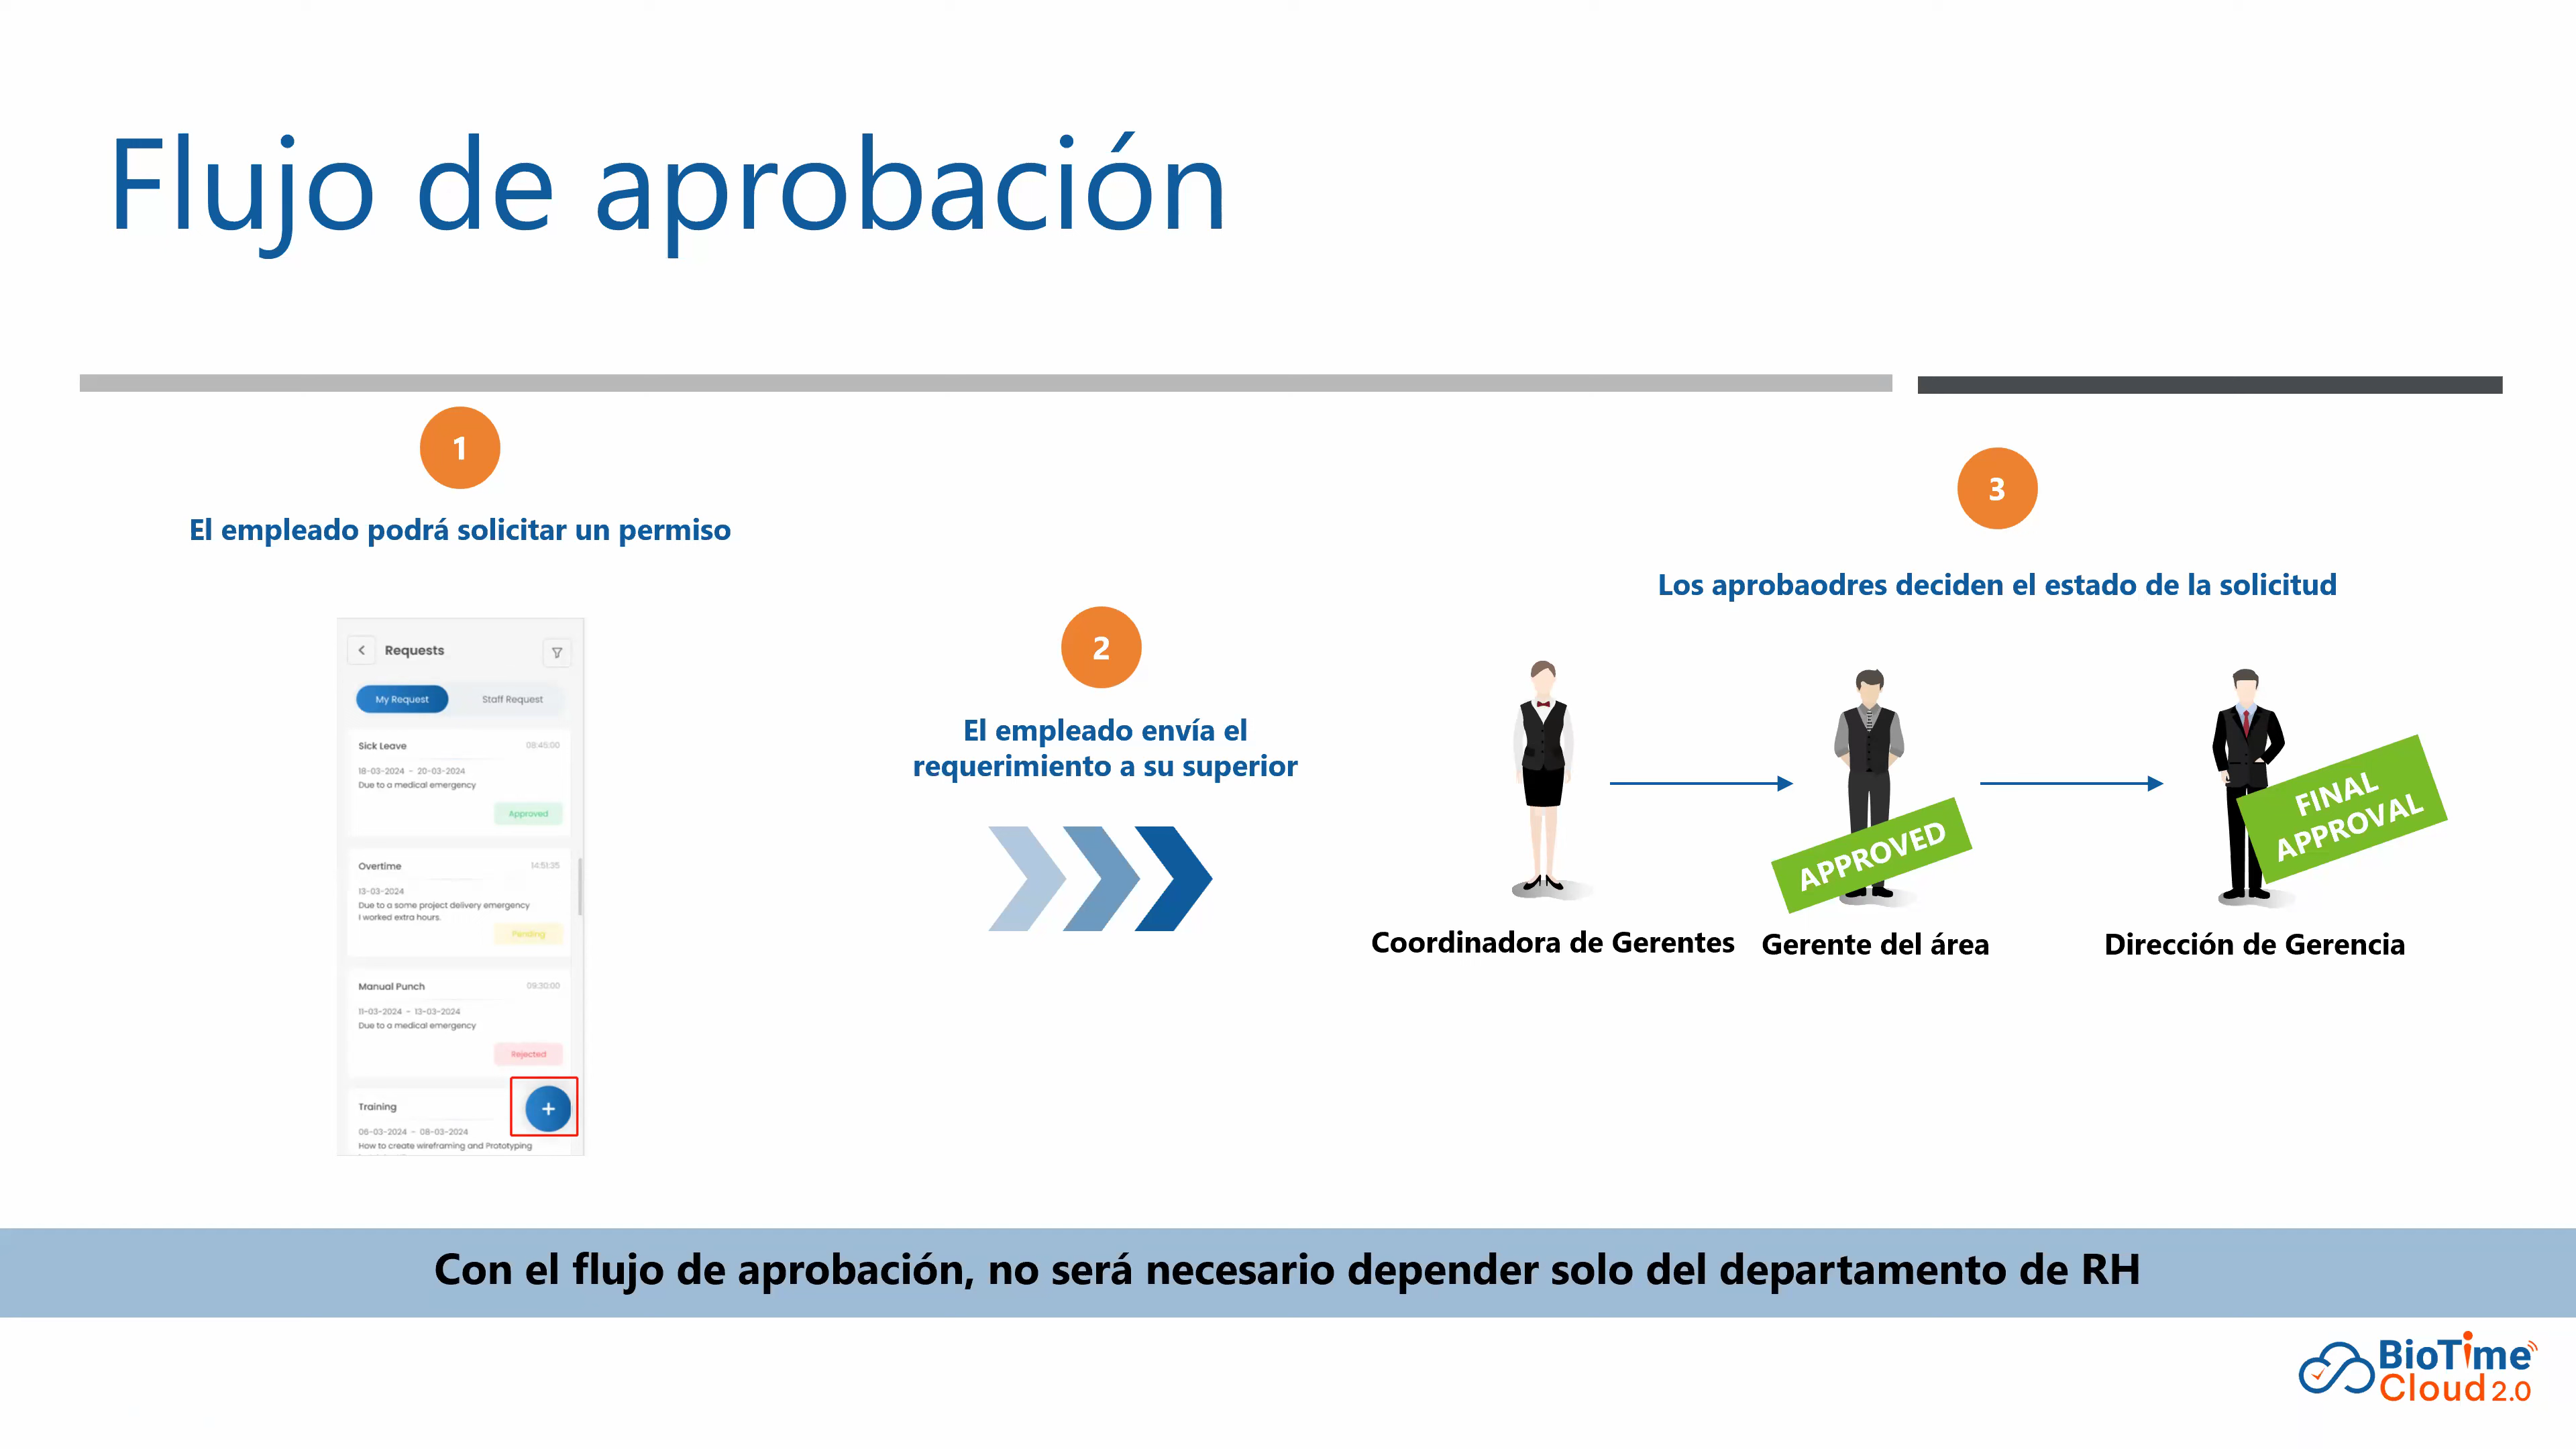 Flujo de aprobación
1
El empleado podrá solicitar un permiso
Requests
My Request
Staff Request
Sick Leave
08:45:00
18-03-2024 - 20-03-2024
Due to a medical emergency
Approved
Overtime
14:51:35
13-03-2024
Due to a some project delivery emergency
I worked extra hours.
Pending
Manual Punch
09:30:00
11-03-2024 - 13-03-2024
Due to a medical emergency
Rejected
Training
06-03-2024 - 08-03-2024
How to create wireframing and Prototyping
2
El empleado envía el
requerimiento a su superior
3
Los aprobaodres deciden el estado de la solicitud
APPROVED
FINAL
APPROVAL
Coordinadora de Gerentes
Gerente del área
Dirección de Gerencia
Con el flujo de aprobación, no será necesario depender solo del departamento de RH
BioTime
Cloud 2.0